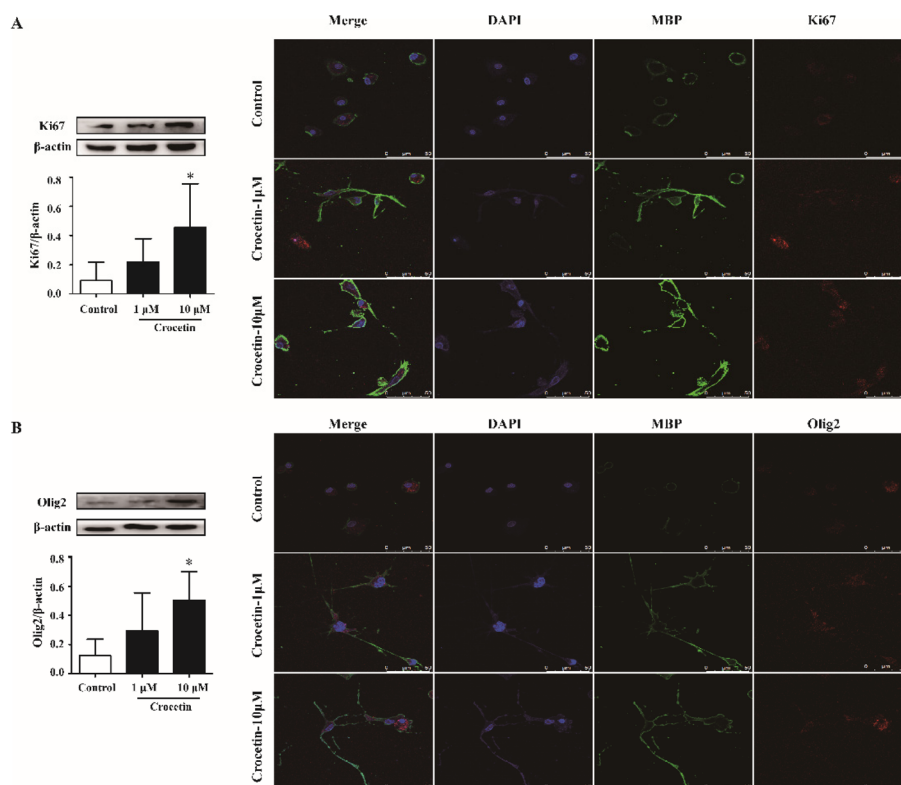 A
Merge DAPI MBP Ki67
Control
Crocetin-1μM
Crocetin-10μM
Ki67
β-actin
Ki67/β-actin
0.8
0.6
0.4
0.2
0.0
*
Control 1 μM 10 μM
Crocetin
B
Merge DAPI MBP Olig2
Control
Crocetin-1μM
Crocetin-10μM
Olig2
β-actin
Olig2/β-actin
0.8
0.6
0.4
0.2
0.0
*
Control 1 μM 10 μM
Crocetin